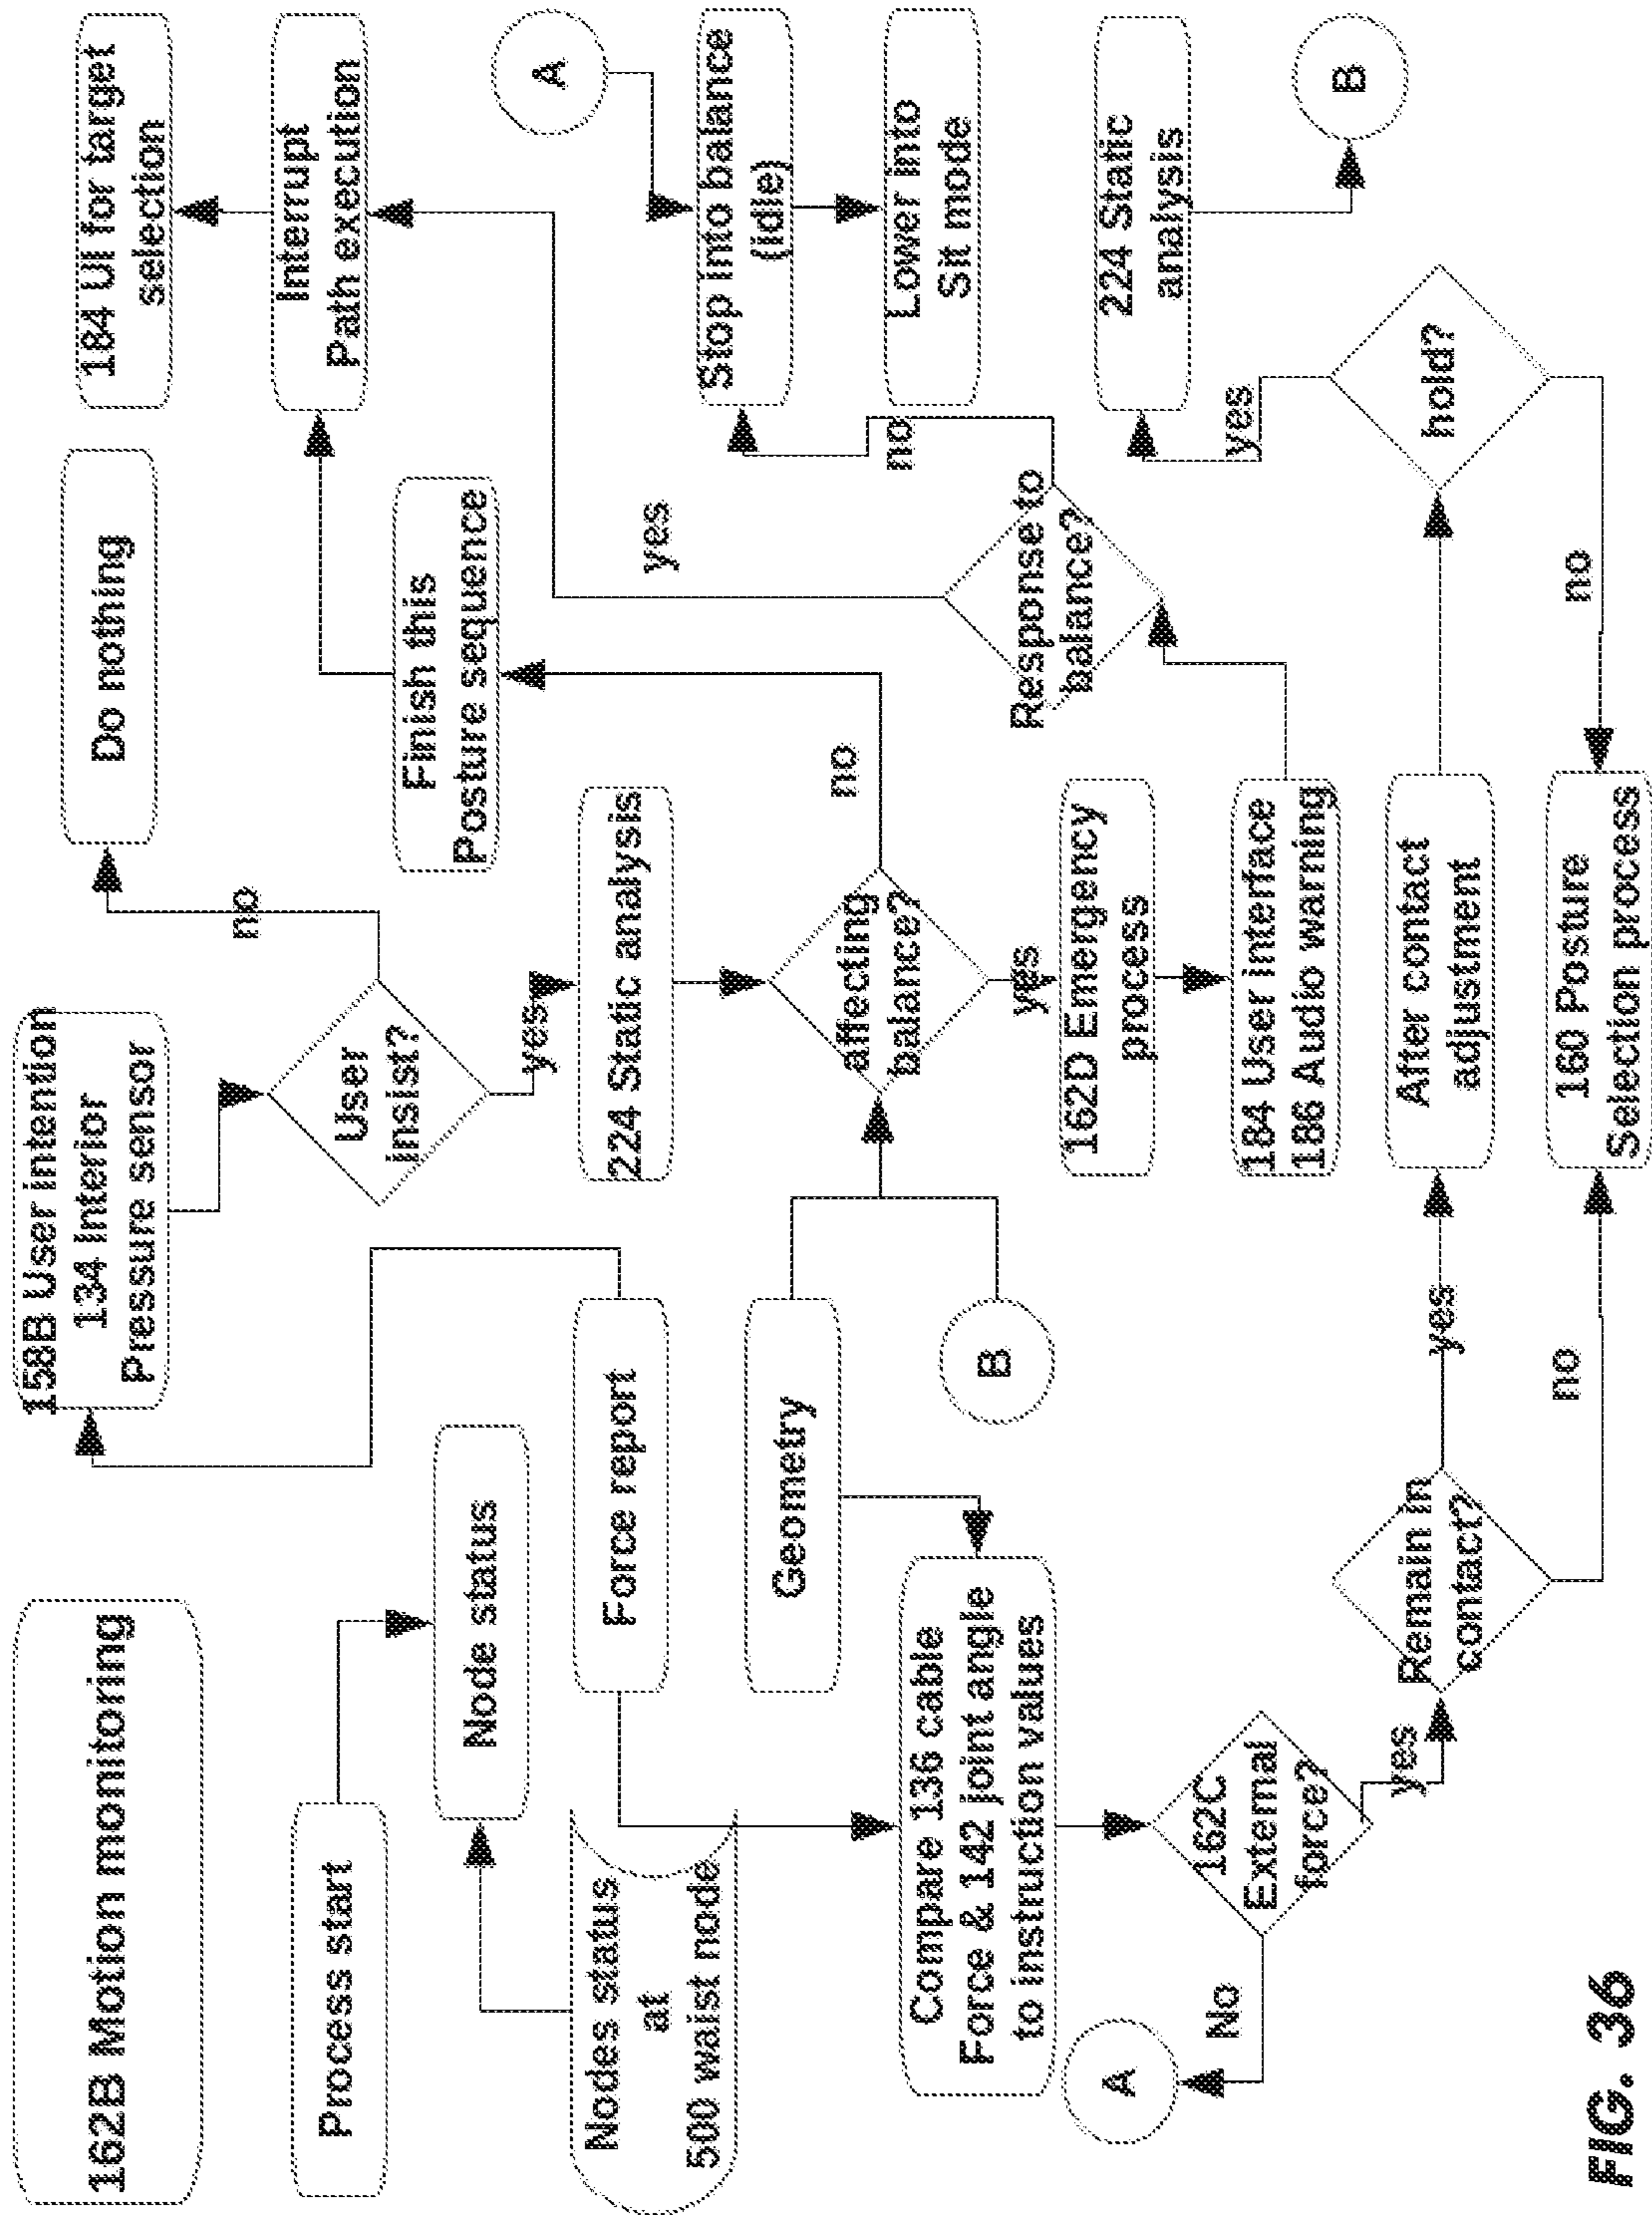 162B Motion monitoring
Process start
Nodes status
at
500 waist node
Node status
Force report
Geometry
B
Compare 136 cable
Force & 142 joint angle
to instruction values
162C
External
force?
No
A
yes
Remain in
contact?
yes
no
158B User intention
134 Interior
Pressure sensor
User
insist?
no
Do nothing
yes
224 Static analysis
affecting
balance?
no
Finish this
Posture sequence
yes
162D Emergency
process
184 User interface
186 Audio warning
Response to
balance?
yes
no
After contact
adjustment
160 Posture
Selection process
hold?
yes
no
184 UI for target
selection
Interrupt
Path execution
A
Stop into balance
(idle)
Lower into
Sit mode
224 Static
analysis
B
FIG. 36